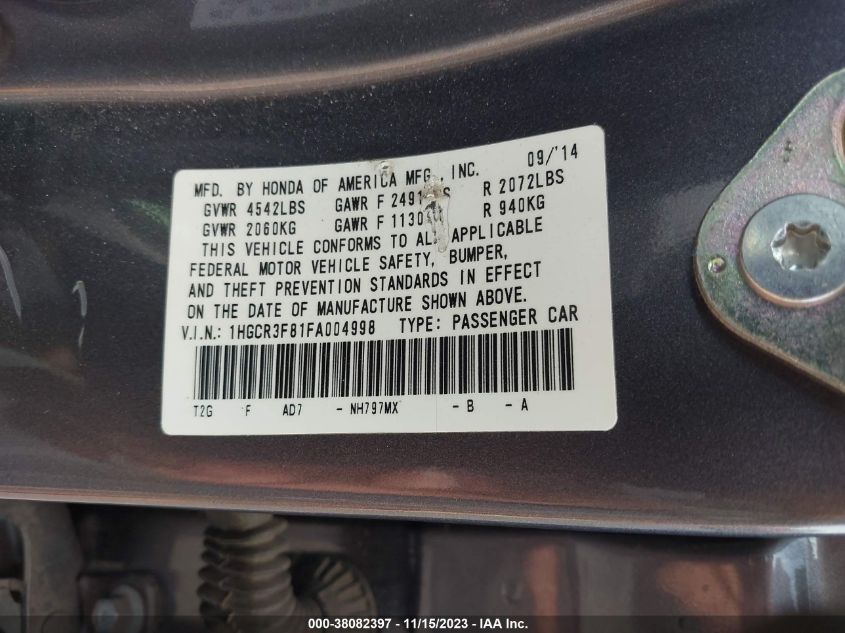 09/'14
MFD. BY HONDA OF AMERICA MFG., INC.
GVWR 4542LBS GAWR F R 2072LBS
GVWR 2060KG GAWR F R 940KG
THIS VEHICLE CONFORMS TO ALL APPLICABLE
FEDERAL MOTOR VEHICLE SAFETY, BUMPER,
AND THEFT PREVENTION STANDARDS IN EFFECT
ON THE DATE OF MANUFACTURE SHOWN ABOVE.
V.I.N.: 1HGCR3F81FA004998 TYPE: PASSENGER CAR
T2G F AD7 - NH797MX - B - A
000-38082397 - 11/15/2023 - IAA Inc.